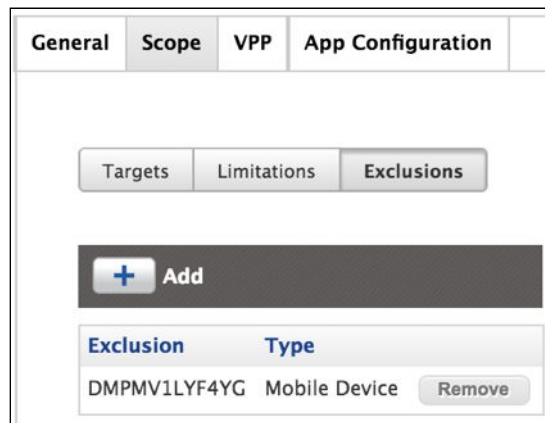 General Scope VPP App Configuration
Targets Limitations Exclusions
+ Add
Exclusion Type
DMPMV1LYF4YG Mobile Device Remove